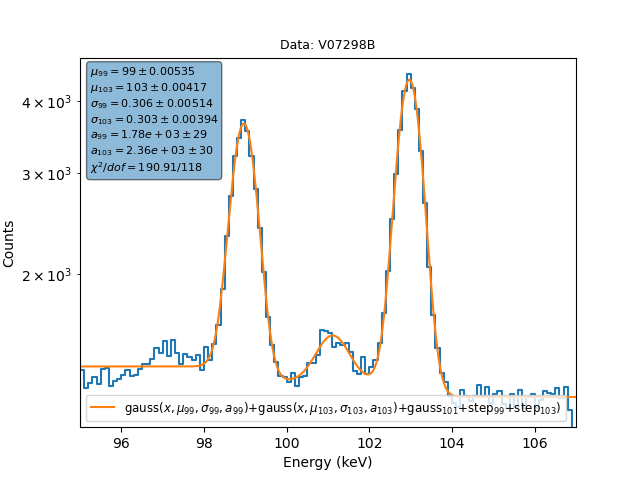 Data: V07298B
μ₉₉ = 99 ± 0.00535
μ₁₀₃ = 103 ± 0.00417
σ₉₉ = 0.306 ± 0.00514
σ₁₀₃ = 0.303 ± 0.00394
a₉₉ = 1.78e + 03 ± 29
a₁₀₃ = 2.36e + 03 ± 30
χ²/dof = 190.91/118
4 × 10³
3 × 10³
2 × 10³
Counts
gauss(x, μ₉₉, σ₉₉, a₉₉)+gauss(x, μ₁₀₃, σ₁₀₃, a₁₀₃)+gauss₁₀₁+step₉₉+step₁₀₃)
96 98 100 102 104 106
Energy (keV)